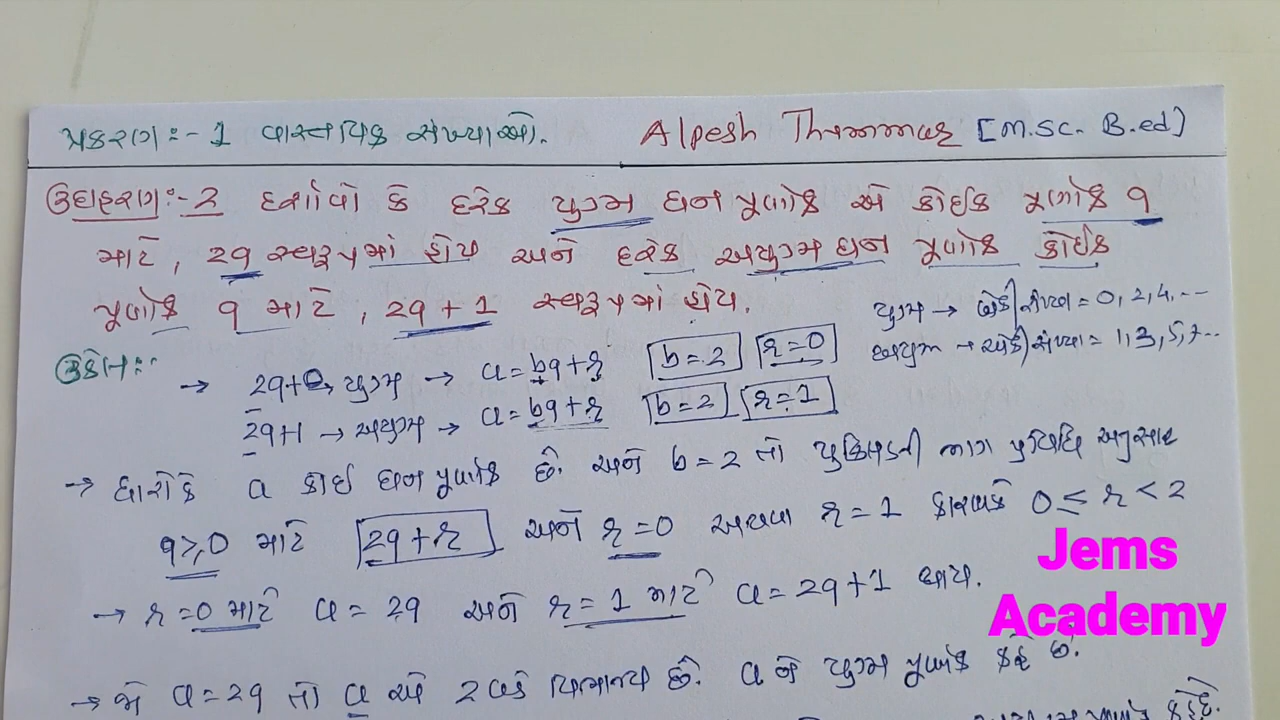 પ્રકરણ:-1 વાસ્તવિક સંખ્યાઓ. Alpesh [M.sc. B.ed]
ઉદાહરણ:-2 દર્શાવો કે દરેક યુગ્મ ધન પૂર્ણાંક એ કોઈક પૂર્ણાંક q
માટે, 2q સ્વરૂપમાં હોય અને દરેક અયુગ્મ ધન પૂર્ણાંક કોઈક
પૂર્ણાંક q માટે, 2q + 1 સ્વરૂપમાં હોય.
યુગ્મ → બેકી સંખ્યા = 0, 2, 4, ...
અયુગ્મ → એકી સંખ્યા = 1, 3, 5, 7...
ઉકેલ:-
→ 2q+0, યુગ્મ → a = bq + r b = 2 r = 0
2q+1 → અયુગ્મ → a = bq + r b = 2 r = 1
→ ધારોકે a કોઈ ધન પૂર્ણાંક છે. અને b = 2 તો યુક્લિડની ભાગ પ્રવિધિ અનુસાર
q ≥ 0 માટે 2q + r અને r = 0 અથવા r = 1 કારણકે 0 ≤ r < 2
→ r = 0 માટે a = 2q અને r = 1 માટે a = 2q + 1 થાય.
→ જો a = 2q તો a એ 2 વડે વિભાજ્ય છે. a ને યુગ્મ પૂર્ણાંક કહે છે.
Jems
Academy